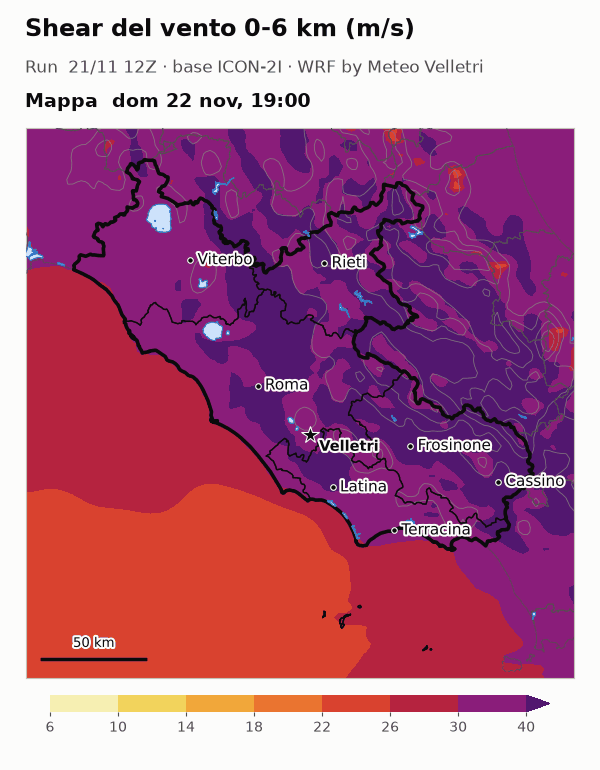 Shear del vento 0-6 km (m/s)
Run  21/11 12Z · base ICON-2I · WRF by Meteo Velletri
Mappa  dom 22 nov, 19:00
Viterbo
Rieti
Roma
Velletri
Frosinone
Cassino
Latina
Terracina
50 km
6 10 14 18 22 26 30 40